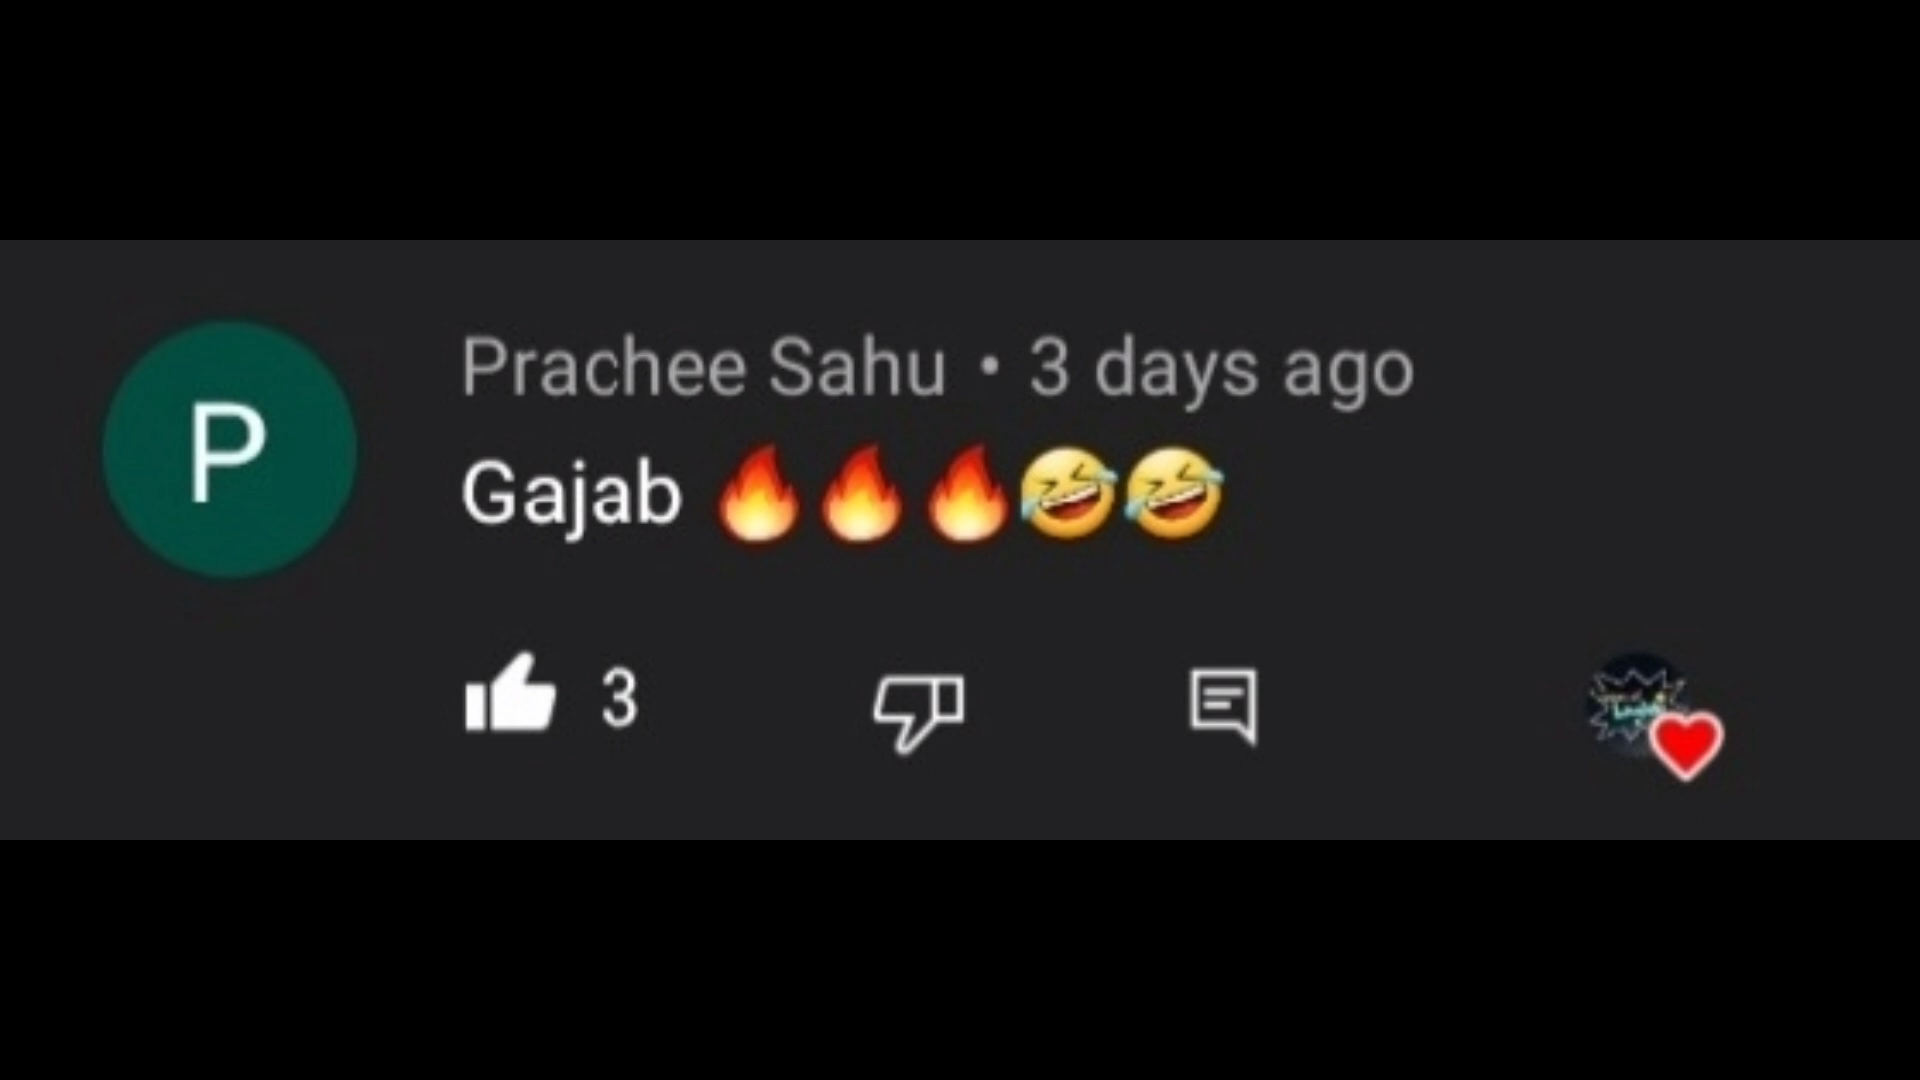 P
Prachee Sahu • 3 days ago
Gajab 🔥🔥🔥🤣🤣
3